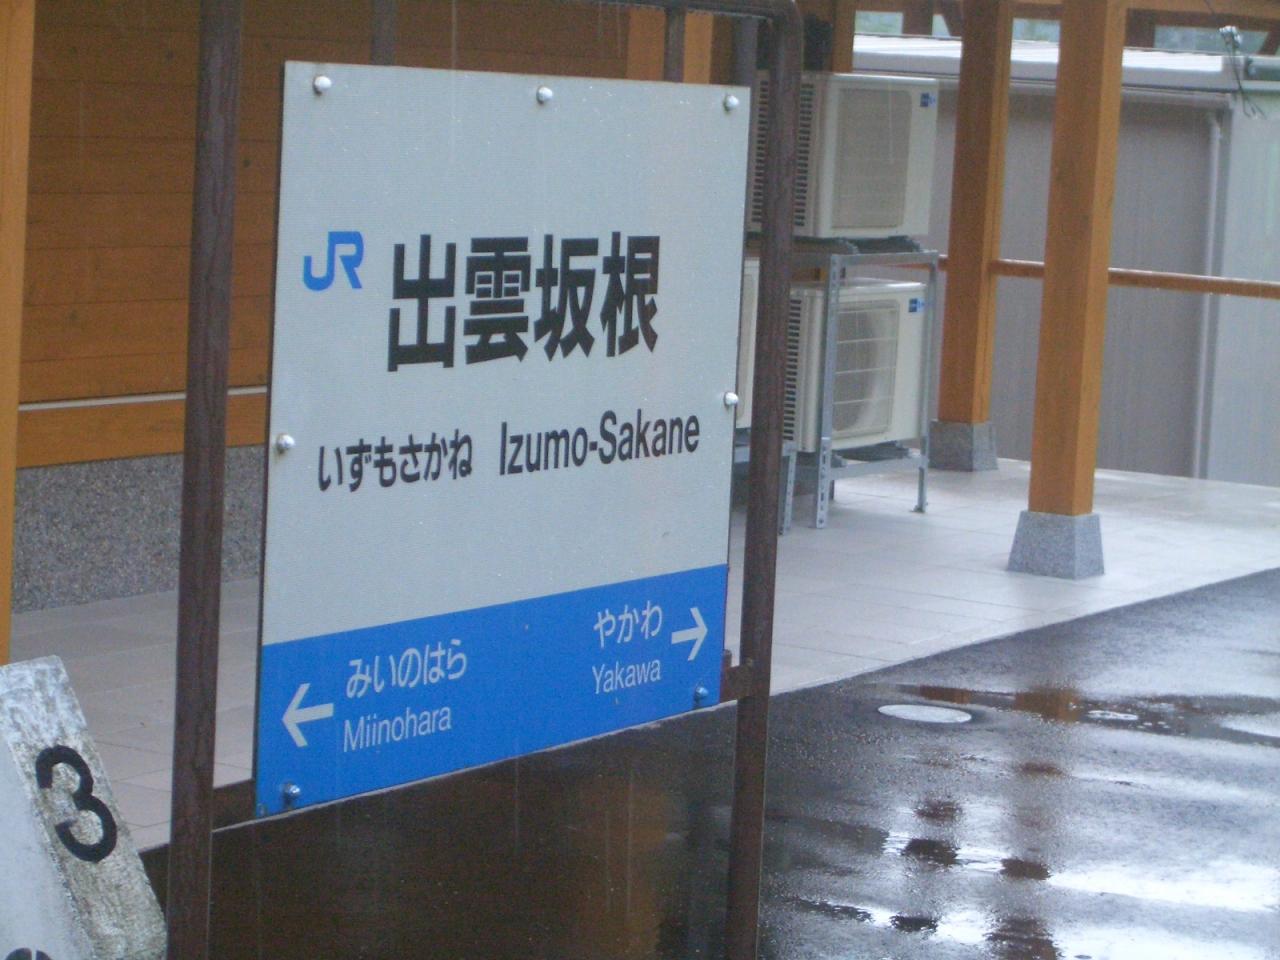 JR 出雲坂根
いずもさかね Izumo-Sakane
みいのはら
Miinohara
やかわ
Yakawa
3